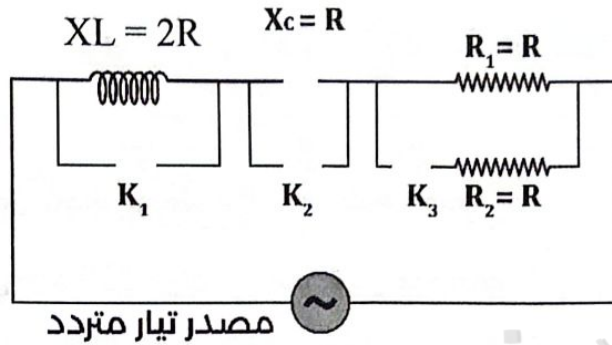 XL = 2R
Xc = R
R₁ = R
K₁
K₂
K₃
R₂ = R
~
مصدر تيار متردد